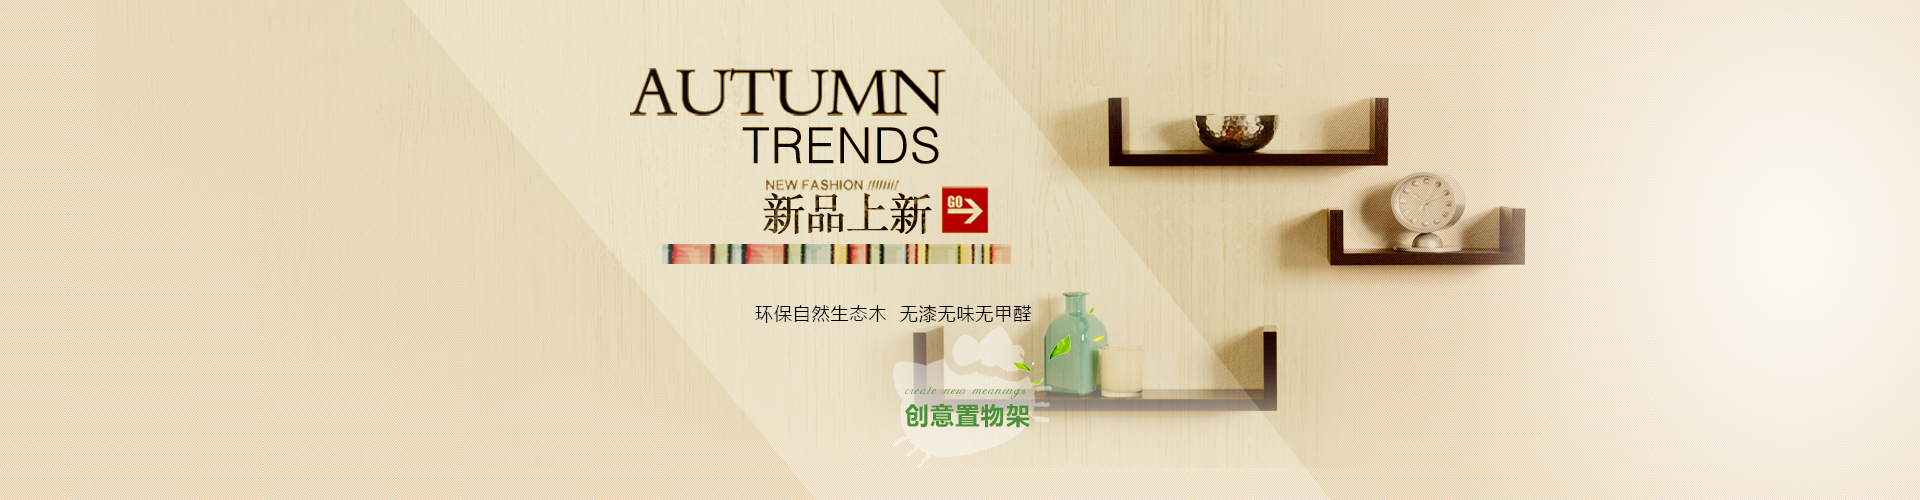 AUTUMN
TRENDS
NEW FASHION ////////
新品上新
GO
环保自然生态木 无漆无味无甲醛
create new meanings
创意置物架